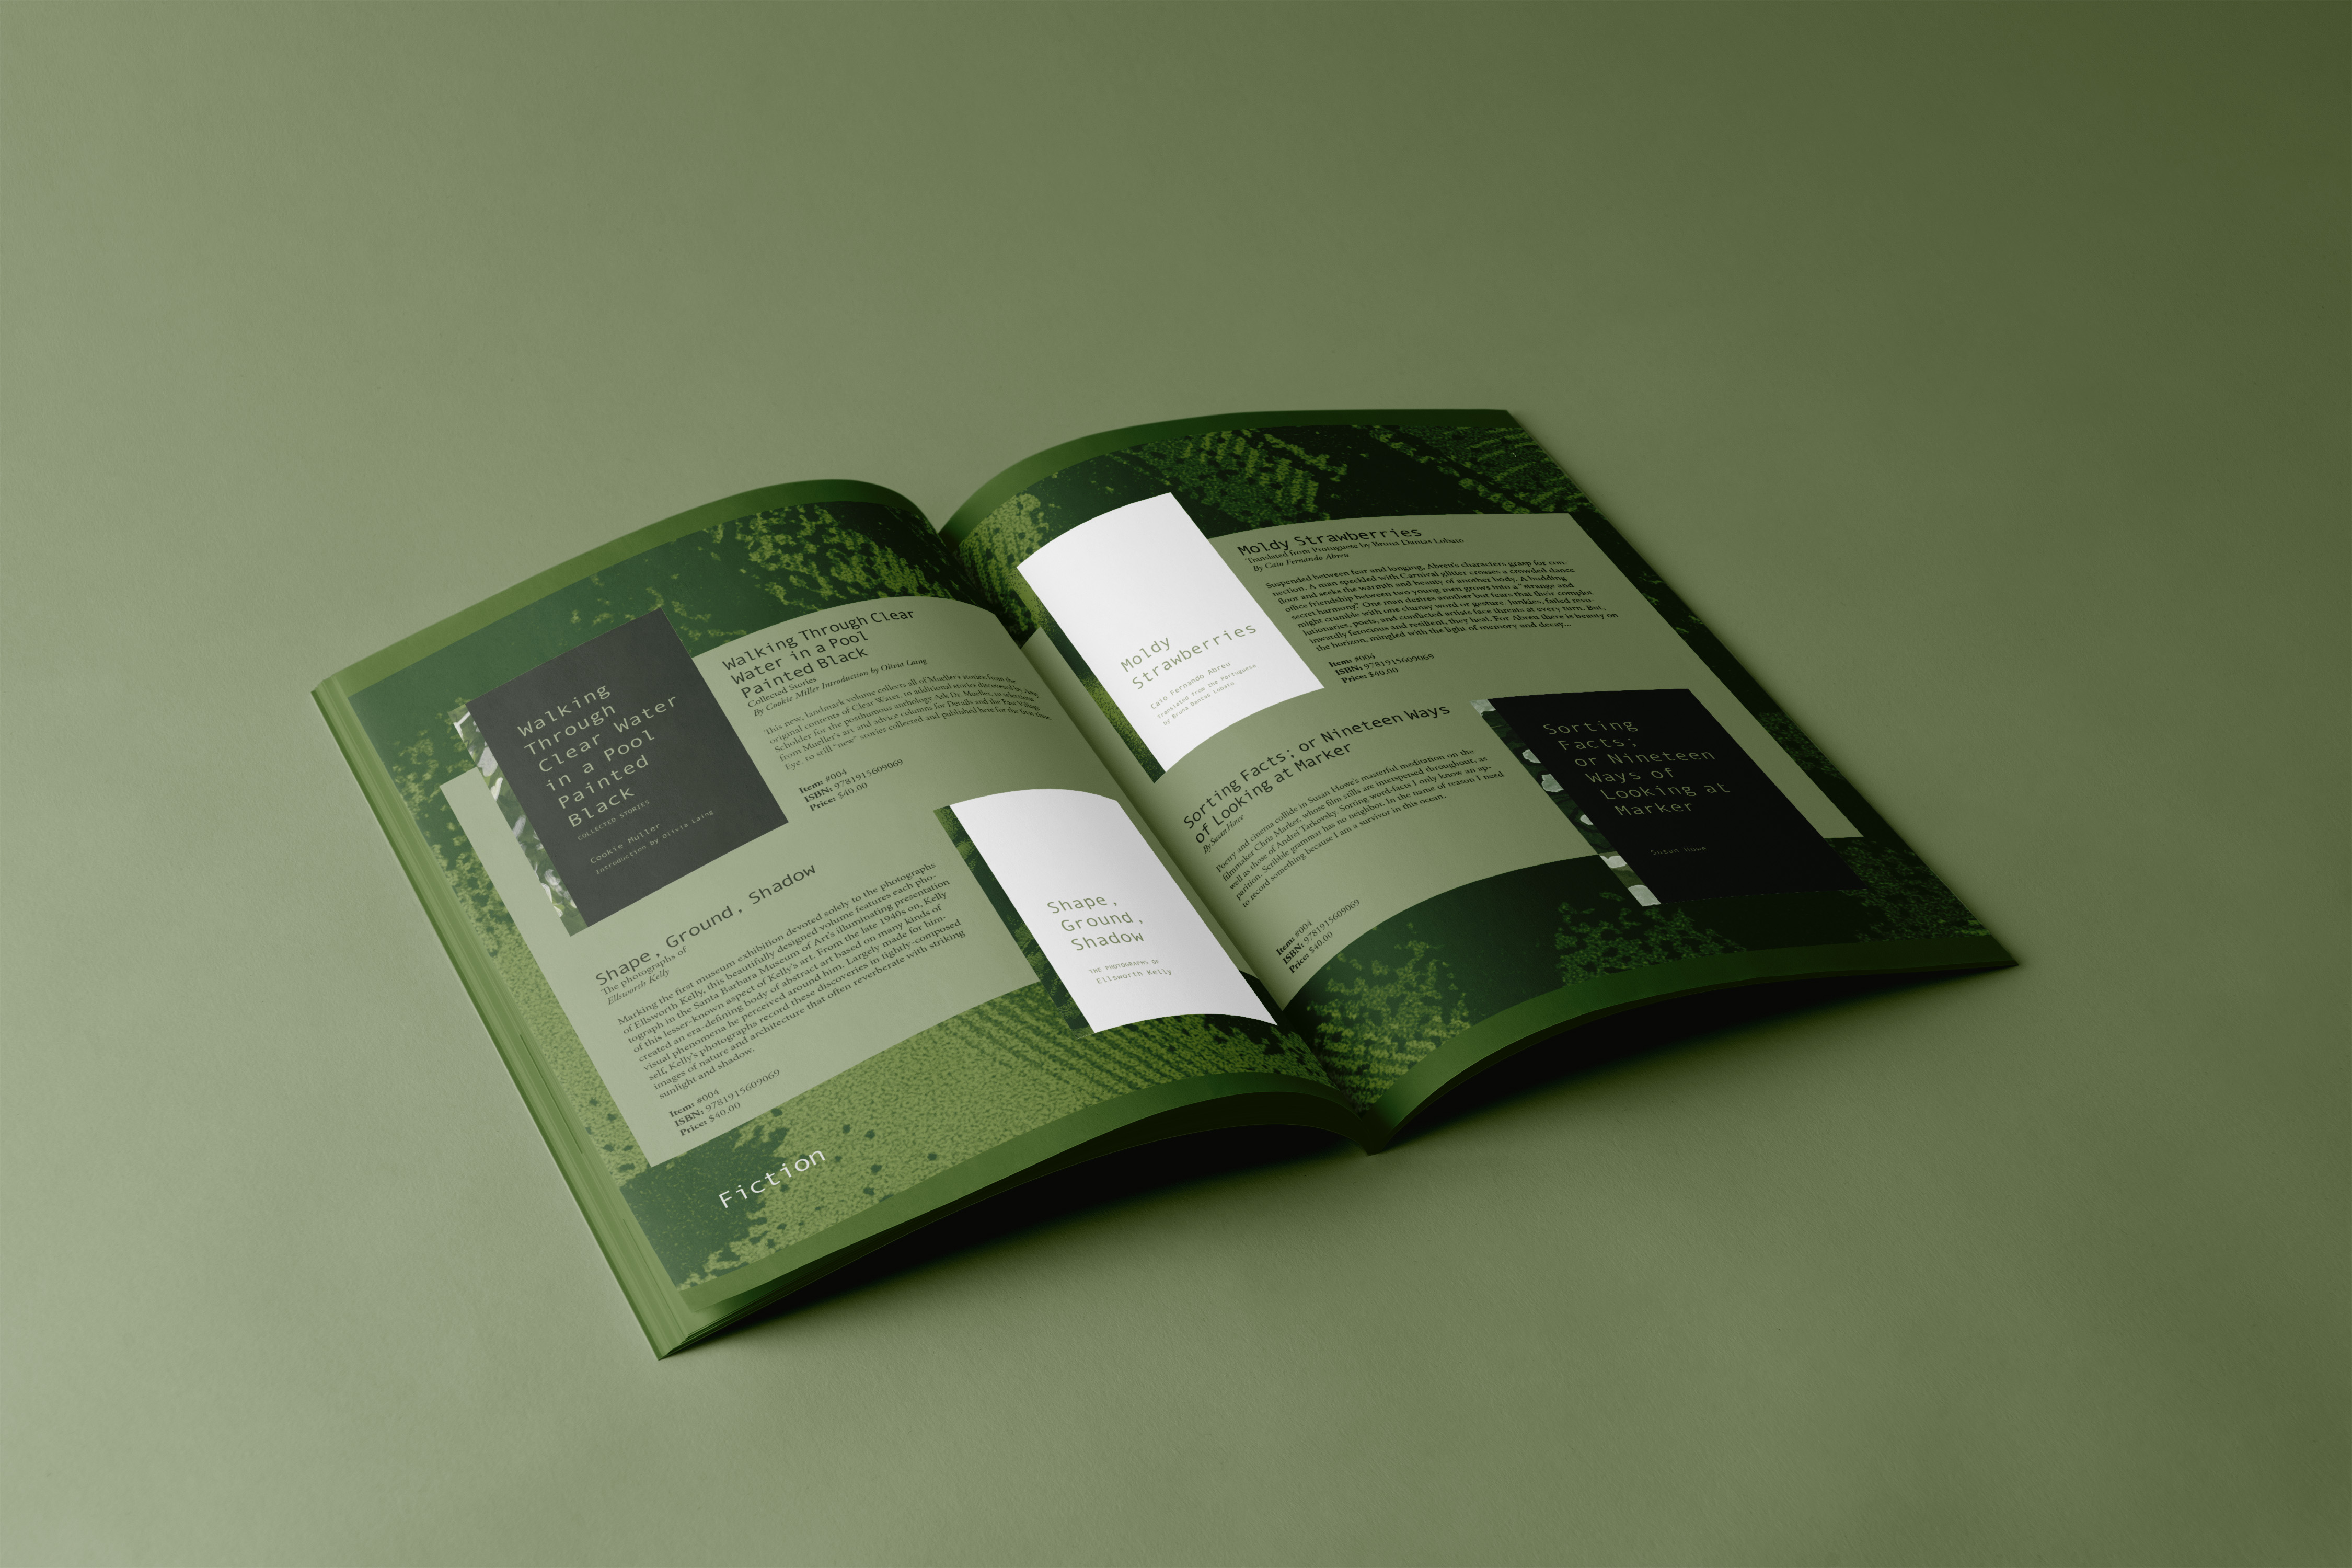 Walking
Through
Clear Water
in a Pool
Painted
Black
COLLECTED STORIES
Cookie Muller
Introduction by Olivia Laing
Walking Through Clear
Water in a Pool
Painted Black
Collected Stories
By Cookie Miller Introduction by Olivia Laing
This new, landmark volume collects all of Mueller's stories from the
original contents of Clear Water, to additional stories discovered by Amy
Scholder for the posthumous anthology Ask Dr. Mueller, to selections
from Mueller's art and advice columns for Details and the East Village
Eye, to still "new" stories collected and published here for the first time.
Item: #004
ISBN: 9781915609069
Price: $40.00
Shape, Ground, Shadow
The photographs of
Ellsworth Kelly
Marking the first museum exhibition devoted solely to the photographs
of Ellsworth Kelly, this beautifully designed volume features each pho-
tograph in the Santa Barbara Museum of Art's illuminating presentation
of this lesser-known aspect of Kelly's art. From the late 1940s on, Kelly
created an era-defining body of abstract art based on many kinds of
visual phenomena he perceived around him. Largely made for him-
self, Kelly's photographs record these discoveries in tightly-composed
images of nature and architecture that often reverberate with striking
sunlight and shadow.
Item: #004
ISBN: 9781915609069
Price: $40.00
Shape,
Ground,
Shadow
THE PHOTOGRAPHS OF
Ellsworth Kelly
Fiction
Moldy
Strawberries
Caio Fernando Abreu
Translated from the Portuguese
by Bruna Dantas Lobato
Moldy Strawberries
Translated from Protuguese by Bruna Dantas Lobato
By Caio Fernando Abreu
Suspended between fear and longing, Abreu's characters grasp for con-
nection. A man speckled with Carnival glitter crosses a crowded dance
floor and seeks the warmth and beauty of another body. A budding
office friendship between two young men grows into a "strange and
secret harmony." One man desires another but fears that their complot
might crumble with one clumsy word or gesture. Junkies, failed revo-
lutionaries, poets, and conflicted artists face threats at every turn. But,
inwardly ferocious and resilient, they heal. For Abreu there is beauty on
the horizon, mingled with the light of memory and decay...
Item: #004
ISBN: 9781915609069
Price: $40.00
Sorting Facts; or Nineteen Ways
of Looking at Marker
By Susan Howe
Poetry and cinema collide in Susan Howe's masterful meditation on the
filmmaker Chris Marker, whose film stills are interspersed throughout, as
well as those of Andrei Tarkovsky. Sorting word-facts I only know an ap-
parition. Scribble grammar has no neighbor. In the name of reason I need
to record something because I am a survivor in this ocean.
Item: #004
ISBN: 9781915609069
Price: $40.00
Sorting
Facts;
or Nineteen
Ways of
Looking at
Marker
Susan Howe